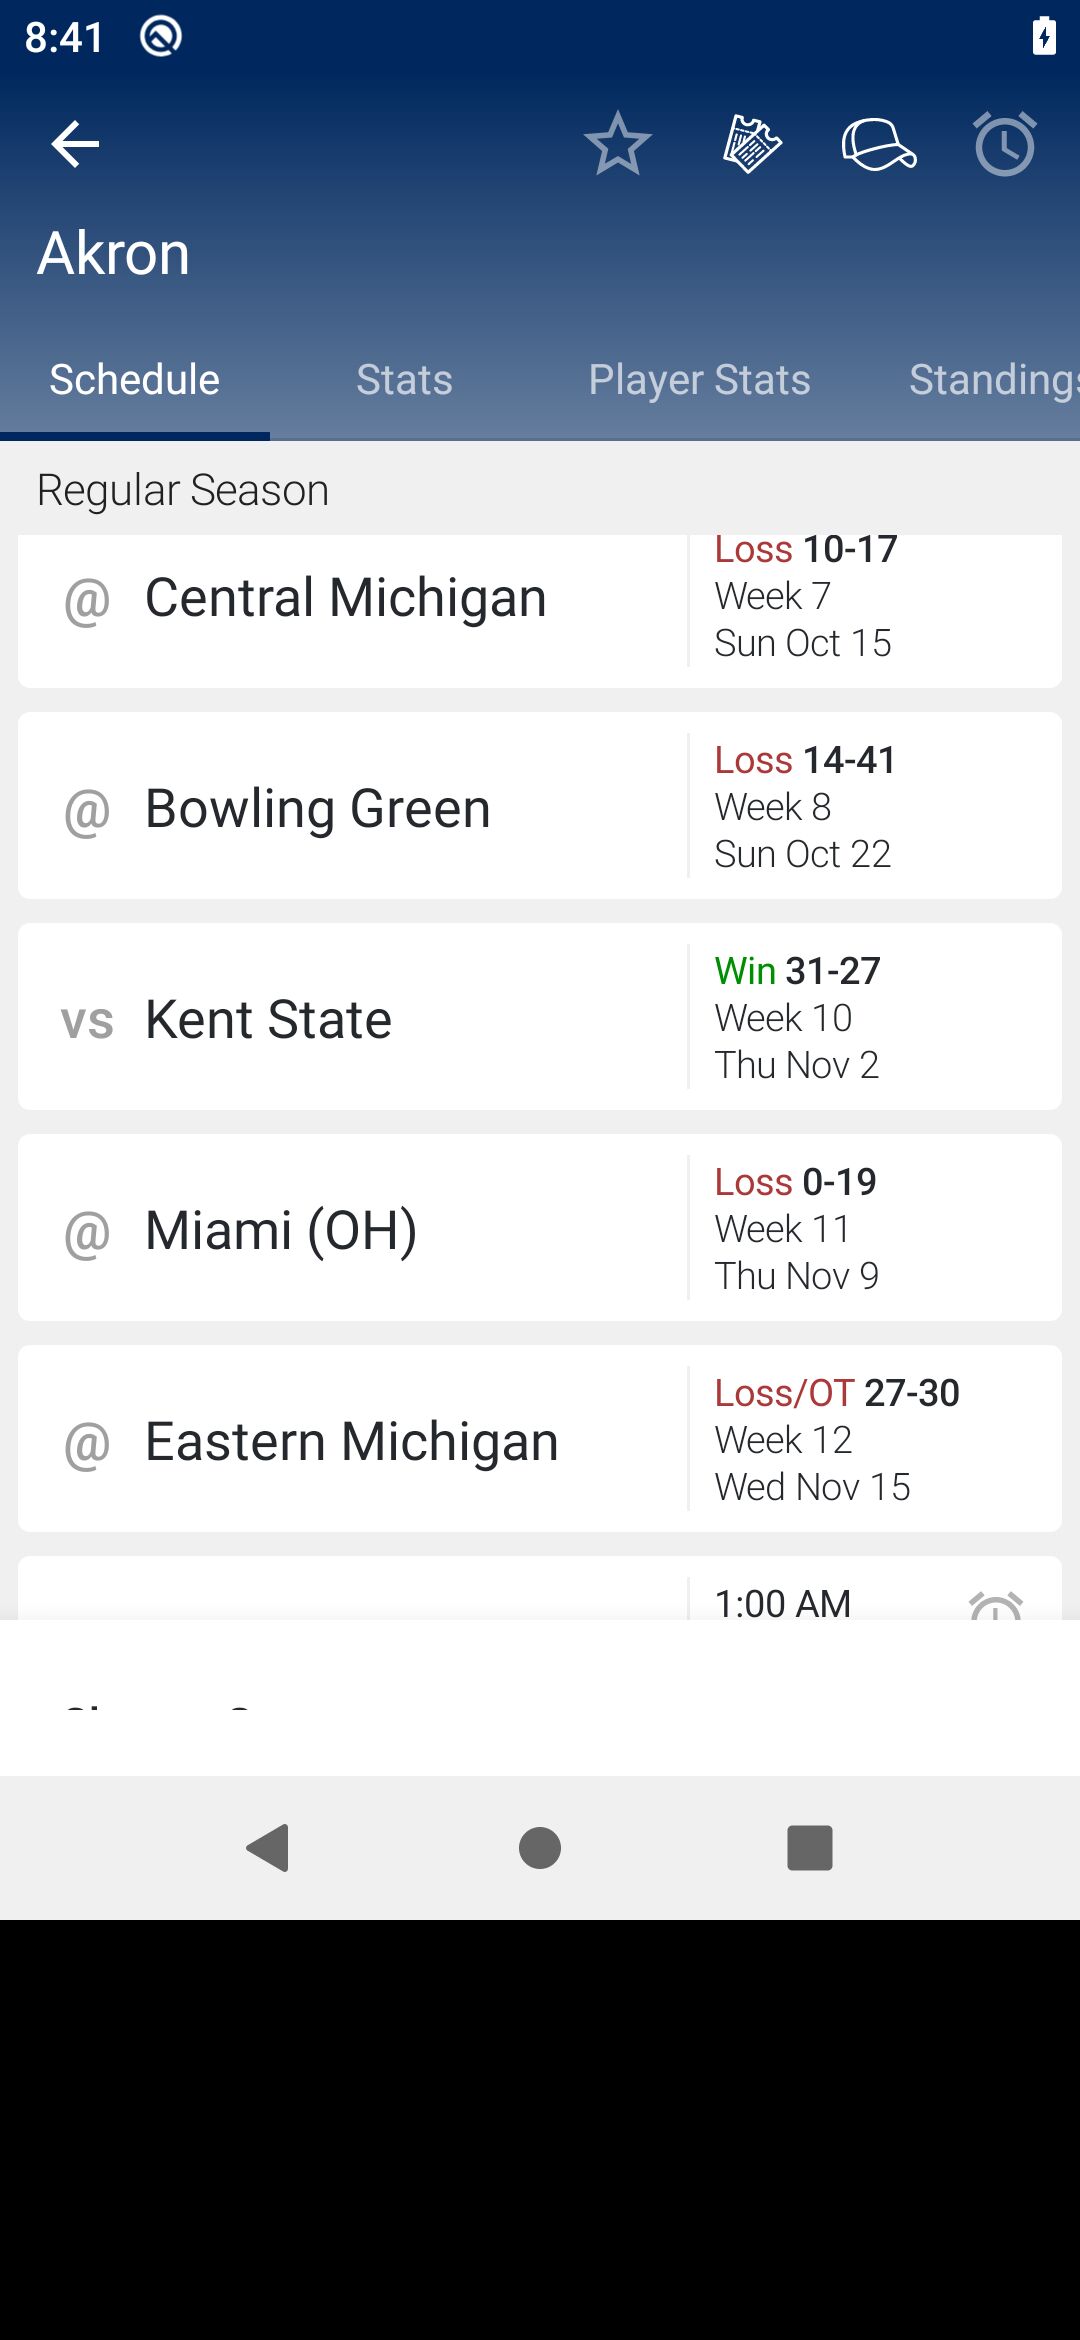 8:41
Akron
Schedule Stats Player Stats Standings
Regular Season
@ Central Michigan
Loss 10-17
Week 7
Sun Oct 15
@ Bowling Green
Loss 14-41
Week 8
Sun Oct 22
vs Kent State
Win 31-27
Week 10
Thu Nov 2
@ Miami (OH)
Loss 0-19
Week 11
Thu Nov 9
@ Eastern Michigan
Loss/OT 27-30
Week 12
Wed Nov 15
1:00 AM